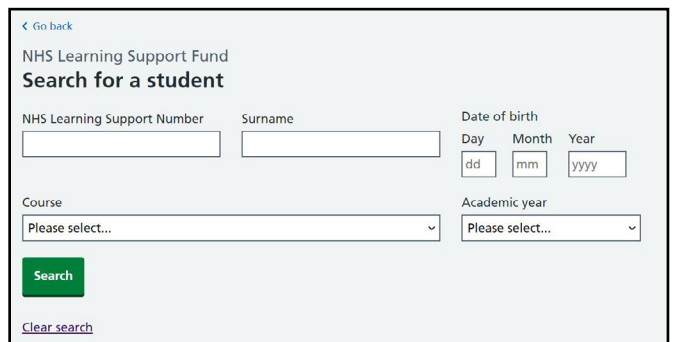 Go back
NHS Learning Support Fund
Search for a student
NHS Learning Support Number
Surname
Date of birth
Day Month Year
dd mm yyyy
Course
Academic year
Please select...
Please select...
Search
Clear search